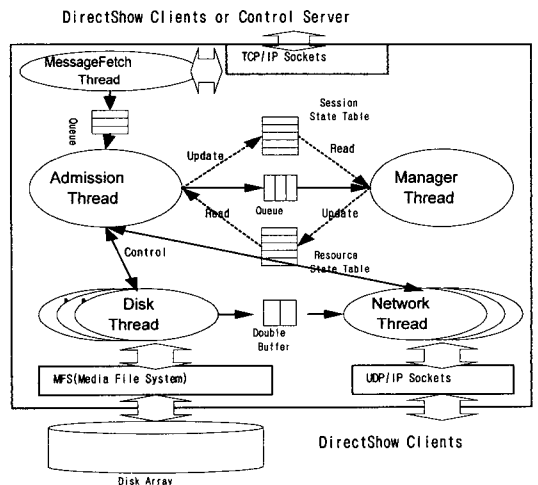 DirectShow Clients or Control Server
MessageFetch
Thread
TCP/IP Sockets
Queue
Session
State Table
Update
Read
Admission
Thread
Queue
Manager
Thread
Read
Update
Resource
State Table
Control
Disk
Thread
Double
Buffer
Network
Thread
MFS(Media File System)
UDP/IP Sockets
DirectShow Clients
Disk Array